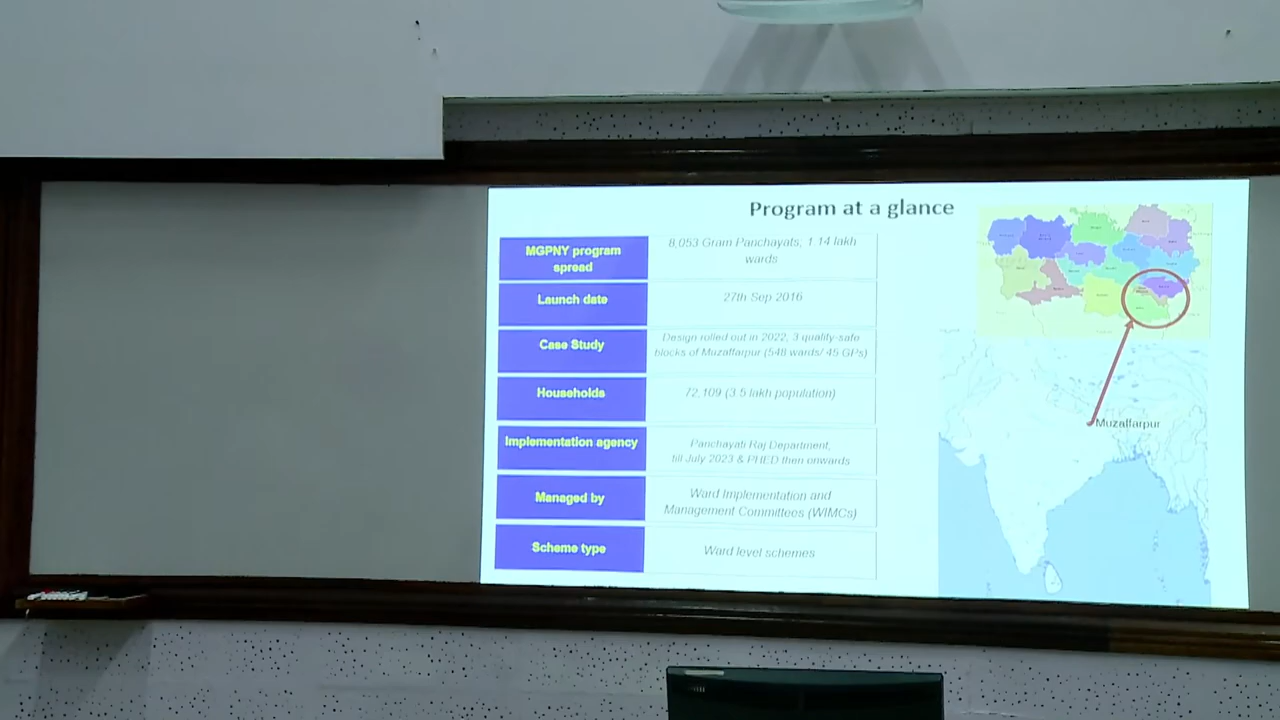 Program at a glance
MGPNY program
spread
8,053 Gram Panchayats, 1.14 lakh
wards
Launch date
27th Sep 2016
Case Study
Design rolled out in 2022, 3 quality-safe
blocks of Muzaffarpur (548 wards/ 45 GPs)
Households
72,109 (3.5 lakh population)
Implementation agency
Panchayati Raj Department,
till July 2023 & PHED then onwards
Managed by
Ward Implementation and
Management Committees (WIMCs)
Scheme type
Ward level schemes
Muzaffarpur